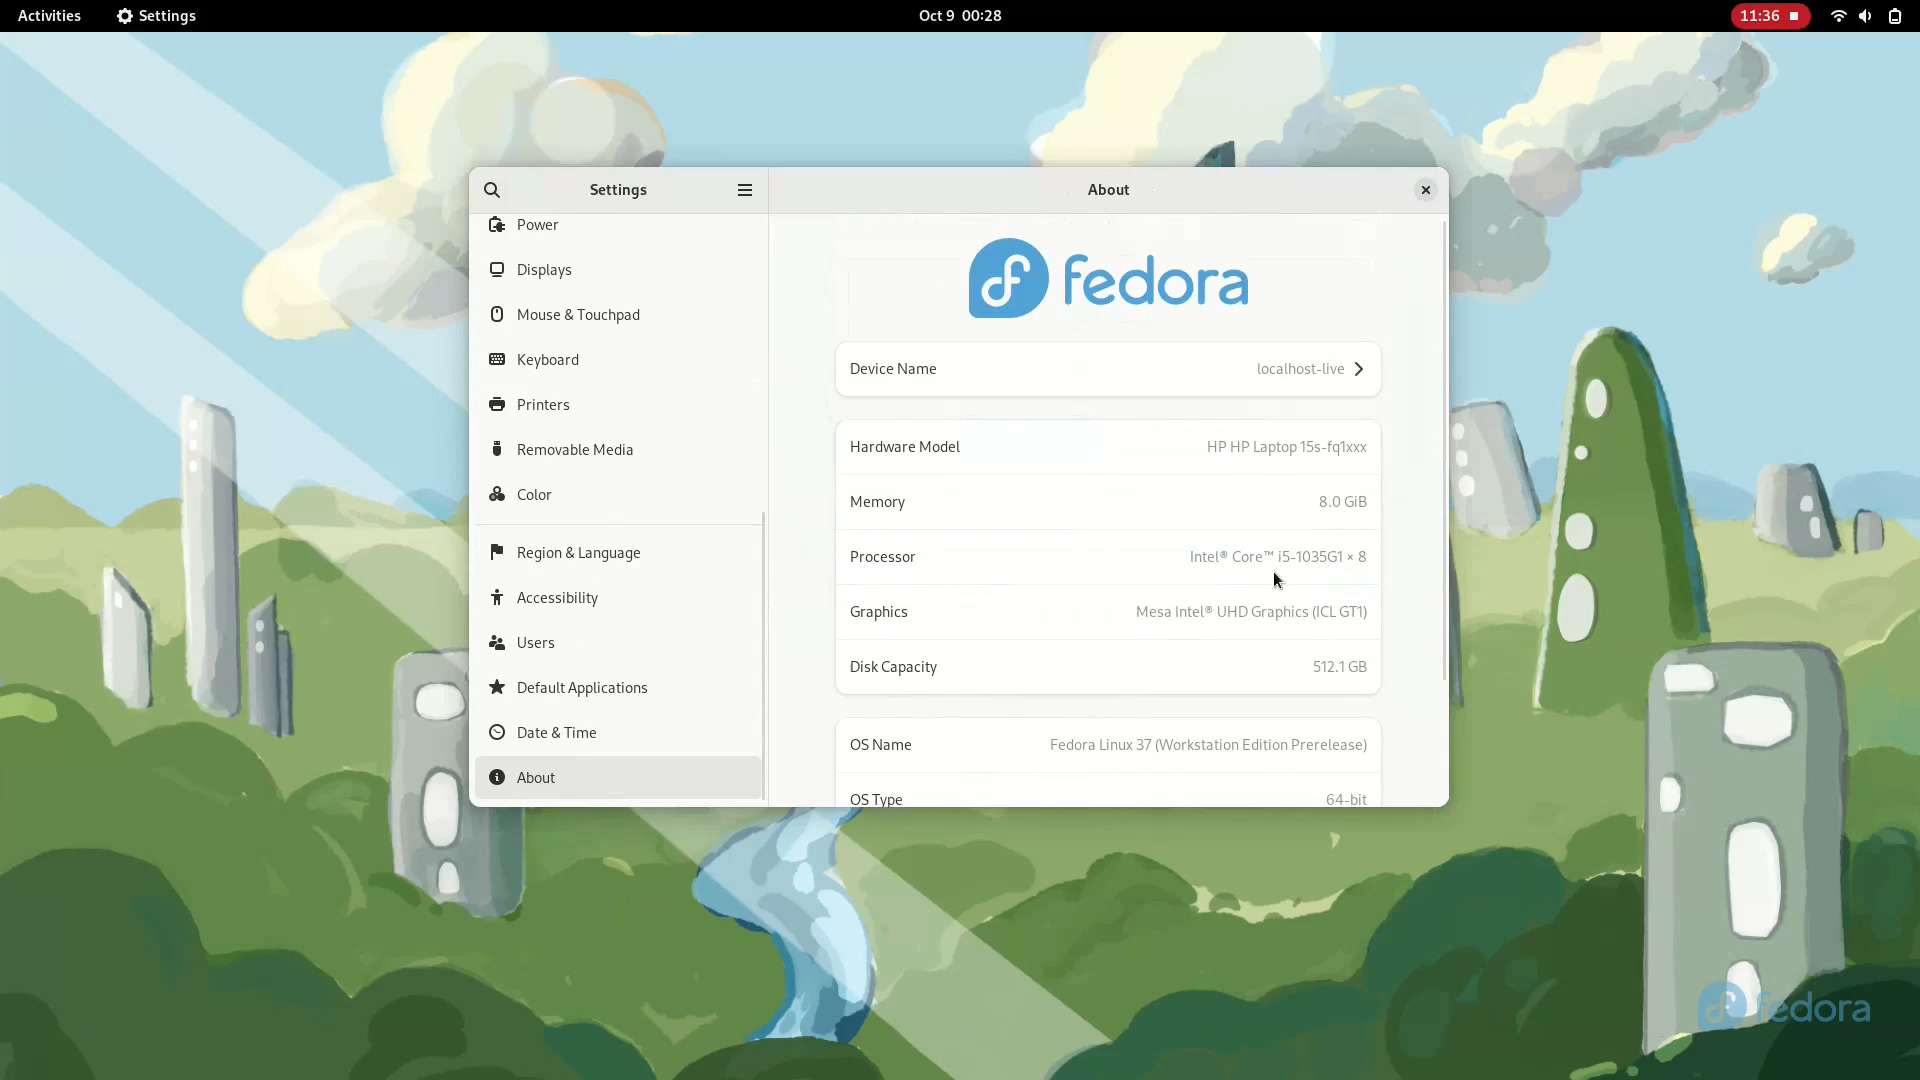 Activities
Settings
Oct 9 00:28
11:36
Settings
About
Power
Displays
Mouse & Touchpad
Keyboard
Printers
Removable Media
Color
Region & Language
Accessibility
Users
Default Applications
Date & Time
About
fedora
Device Name localhost-live
Hardware Model HP HP Laptop 15s-fq1xxx
Memory 8.0 GiB
Processor Intel® Core™ i5-1035G1 × 8
Graphics Mesa Intel® UHD Graphics (ICL GT1)
Disk Capacity 512.1 GB
OS Name Fedora Linux 37 (Workstation Edition Prerelease)
OS Type 64-bit
fedora